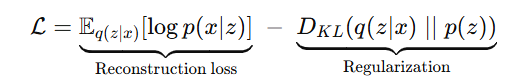 ℒ = 𝔼_{q(z|x)}[log p(x|z)] − D_{KL}(q(z|x) || p(z))
Reconstruction loss Regularization